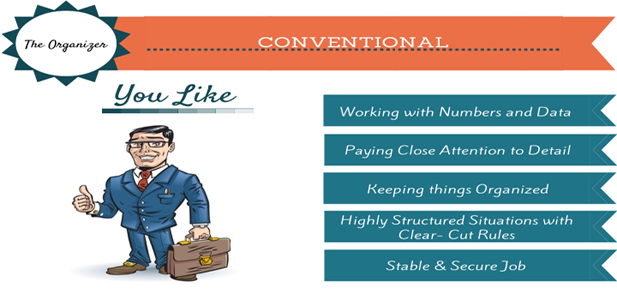 The Organizer
CONVENTIONAL
You Like
Working with Numbers and Data
Paying Close Attention to Detail
Keeping things Organized
Highly Structured Situations with
Clear- Cut Rules
Stable & Secure Job